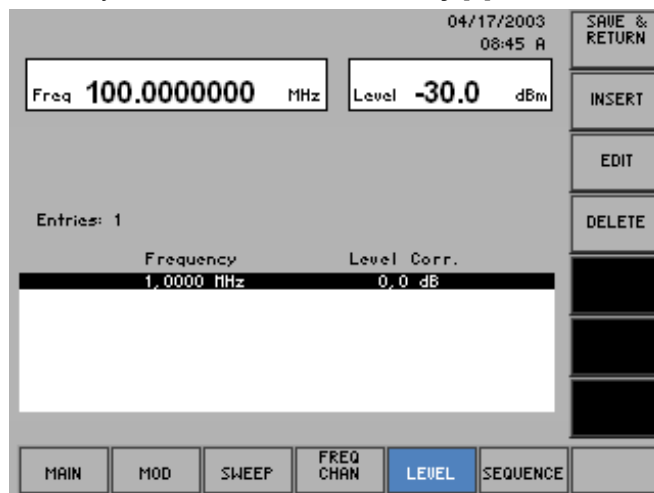 04/17/2003
08:45 A
SAVE &
RETURN
Freq 100.0000000 MHz
Level -30.0 dBm
INSERT
EDIT
Entries: 1
DELETE
Frequency Level Corr.
1,0000 MHz 0,0 dB
MAIN
MOD
SWEEP
FREQ
CHAN
LEVEL
SEQUENCE